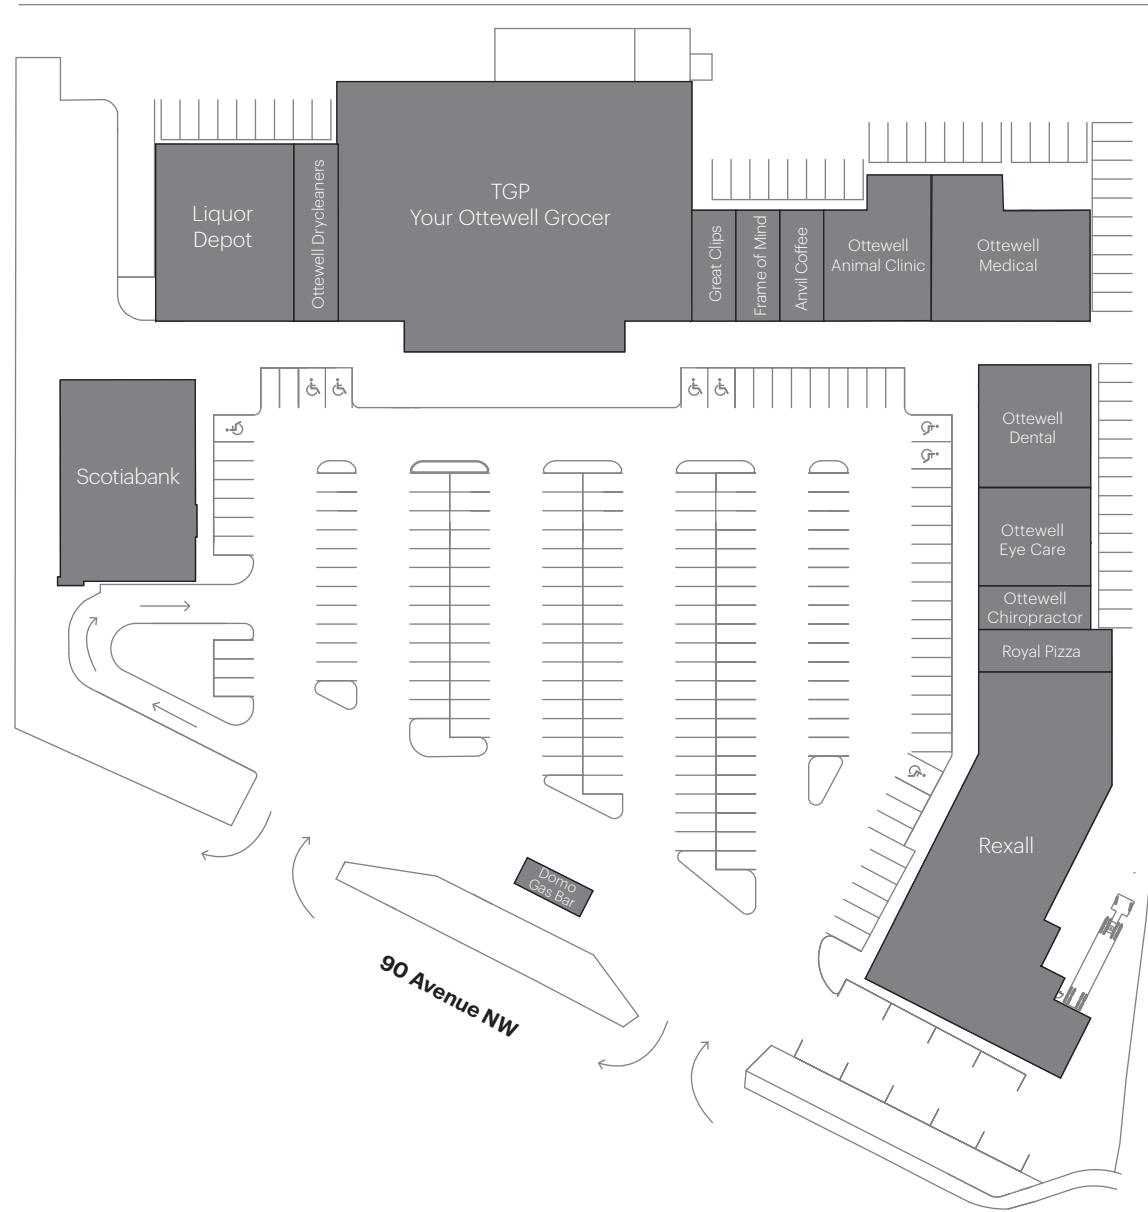 Liquor
Depot
Ottewell Drycleaners
TGP
Your Ottewell Grocer
Great Clips
Frame of Mind
Anvil Coffee
Ottewell
Animal Clinic
Ottewell
Medical
Scotiabank
Ottewell
Dental
Ottewell
Eye Care
Ottewell
Chiropractor
Royal Pizza
Rexall
Domo
Gas Bar
90 Avenue NW